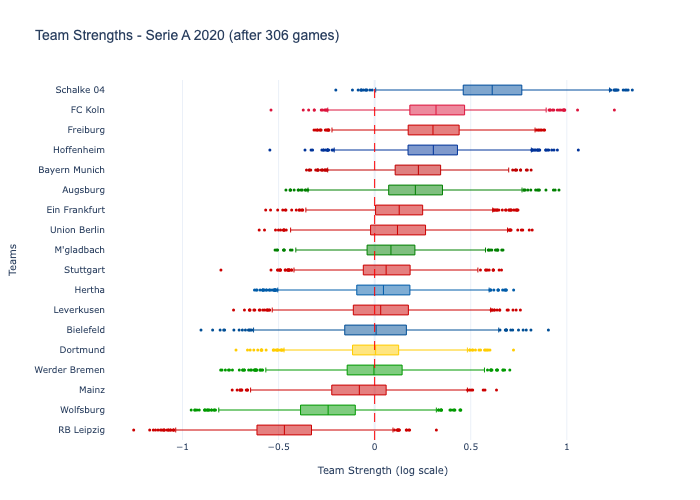 Team Strengths - Serie A 2020 (after 306 games)
Schalke 04
FC Koln
Freiburg
Hoffenheim
Bayern Munich
Augsburg
Ein Frankfurt
Union Berlin
M'gladbach
Stuttgart
Hertha
Leverkusen
Bielefeld
Dortmund
Werder Bremen
Mainz
Wolfsburg
RB Leipzig
Teams
−1 −0.5 0 0.5 1
Team Strength (log scale)